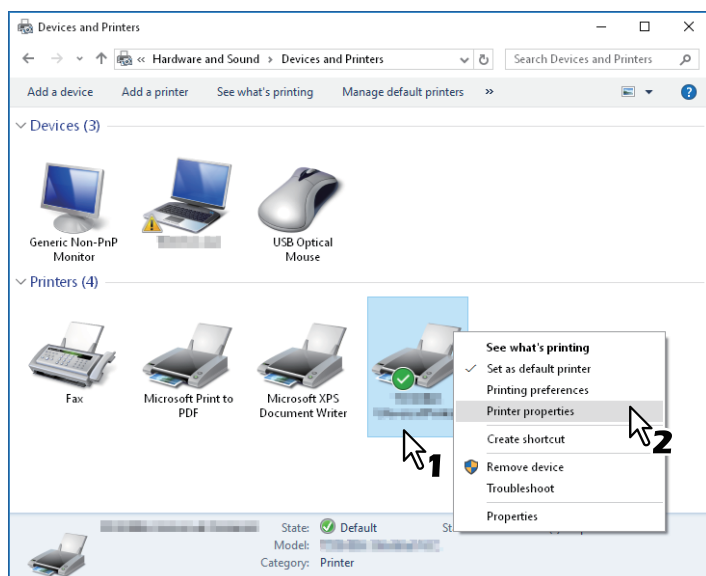 Devices and Printers
« Hardware and Sound > Devices and Printers
Search Devices and Printers
Add a device Add a printer See what's printing Manage default printers »
Devices (3)
Generic Non-PnP
Monitor
USB Optical
Mouse
Printers (4)
Fax
Microsoft Print to
PDF
Microsoft XPS
Document Writer
See what's printing
Set as default printer
Printing preferences
Printer properties
Create shortcut
Remove device
Troubleshoot
Properties
1
2
State: Default
Model:
Category: Printer